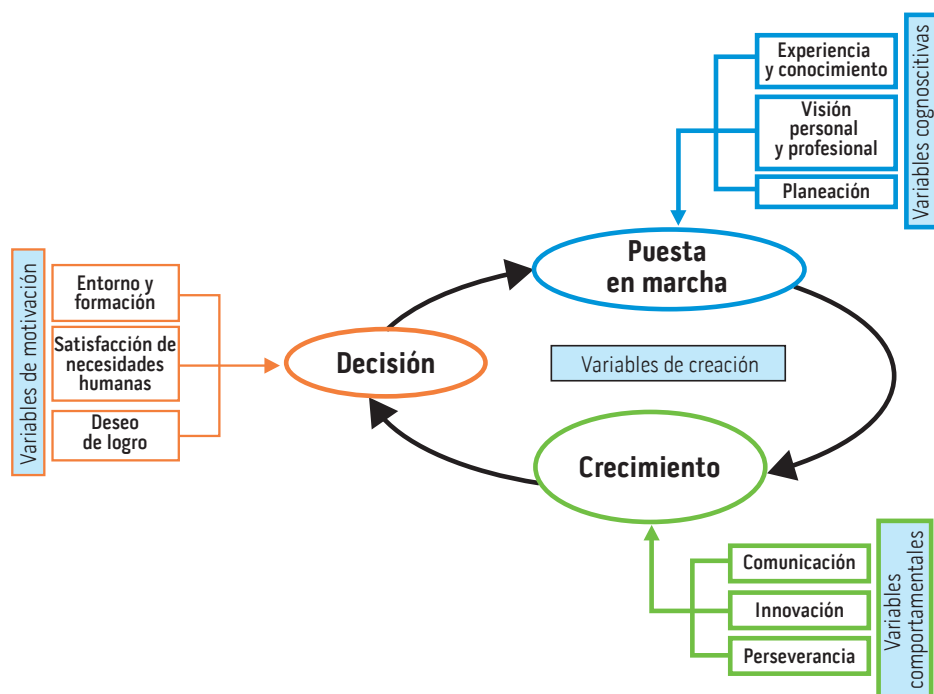 Experiencia
y conocimiento
Visión
personal
y profesional
Planeación
Variables cognoscitivas
Puesta
en marcha
Variables de motivación
Entorno y
formación
Satisfacción de
necesidades
humanas
Deseo
de logro
Decisión
Variables de creación
Crecimiento
Comunicación
Innovación
Perseverancia
Variables
comportamentales